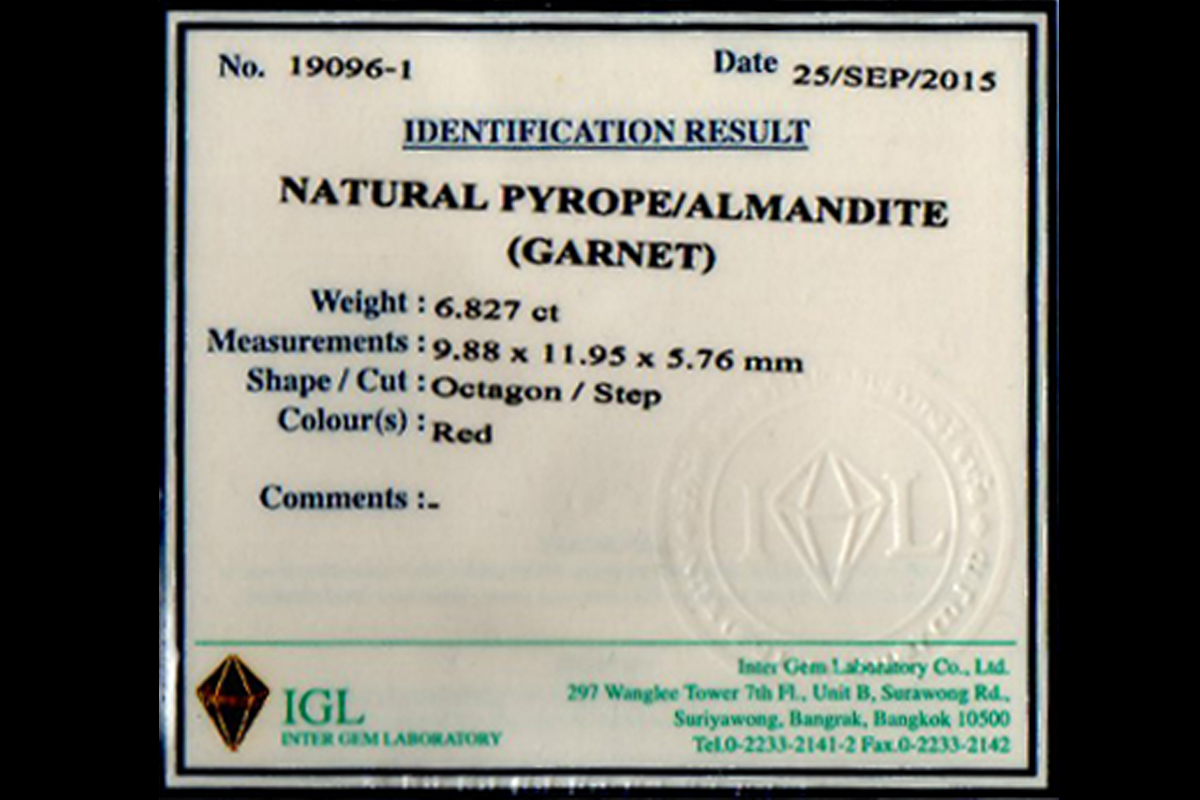 No. 19096-1 Date 25/SEP/2015
IDENTIFICATION RESULT
NATURAL PYROPE/ALMANDITE
(GARNET)
Weight : 6.827 ct
Measurements : 9.88 x 11.95 x 5.76 mm
Shape / Cut : Octagon / Step
Colour(s) : Red
Comments :-
I L
Inter Gem Laboratory Co., Ltd.
297 Wanglee Tower 7th Fl., Unit B, Surawong Rd.,
Suriyawong, Bangrak, Bangkok 10500
Tel.0-2233-2141-2 Fax.0-2233-2142
IGL
INTER GEM LABORATORY